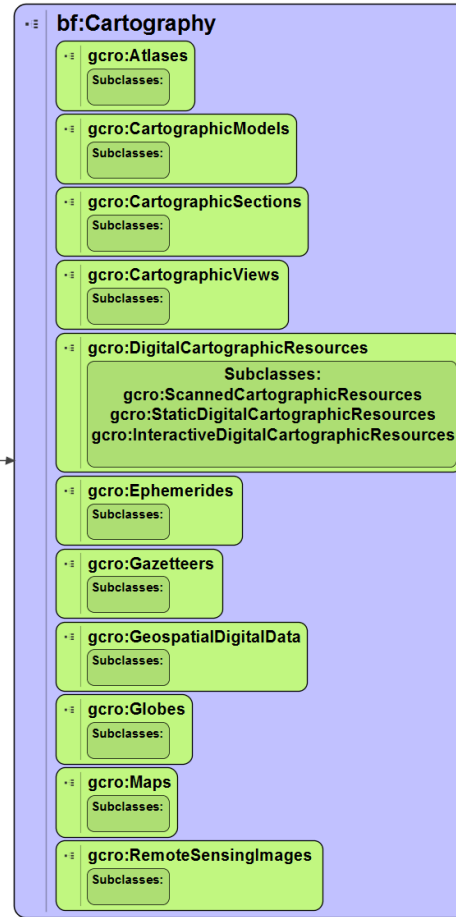 bf:Cartography
gcro:Atlases
Subclasses:
gcro:CartographicModels
Subclasses:
gcro:CartographicSections
Subclasses:
gcro:CartographicViews
Subclasses:
gcro:DigitalCartographicResources
Subclasses:
gcro:ScannedCartographicResources
gcro:StaticDigitalCartographicResources
gcro:InteractiveDigitalCartographicResources
gcro:Ephemerides
Subclasses:
gcro:Gazetteers
Subclasses:
gcro:GeospatialDigitalData
Subclasses:
gcro:Globes
Subclasses:
gcro:Maps
Subclasses:
gcro:RemoteSensingImages
Subclasses: